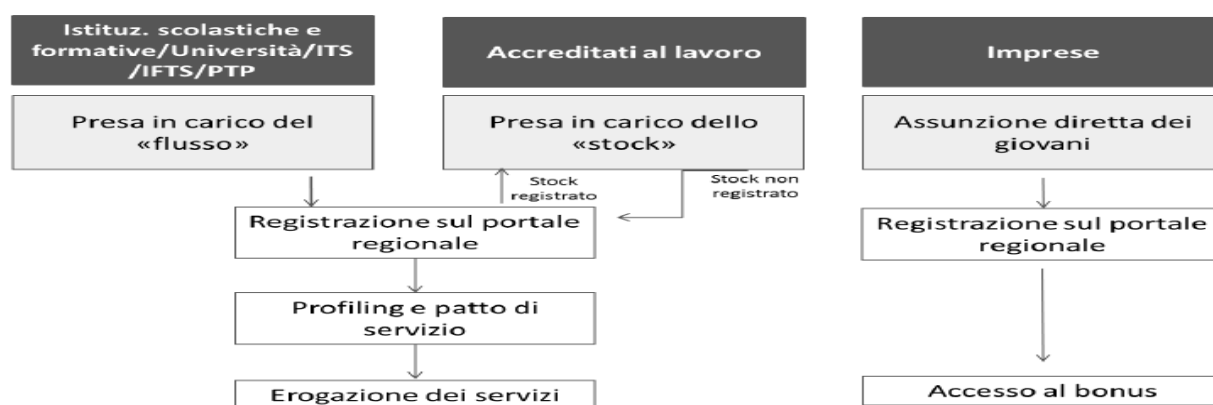 Istituz. scolastiche e
formative/Università/ITS
/IFTS/PTP
Accreditati al lavoro
Imprese
Presa in carico del
«flusso»
Presa in carico dello
«stock»
Assunzione diretta dei
giovani
Stock
registrato
Stock non
registrato
Registrazione sul portale
regionale
Registrazione sul portale
regionale
Profiling e patto di
servizio
Erogazione dei servizi
Accesso al bonus